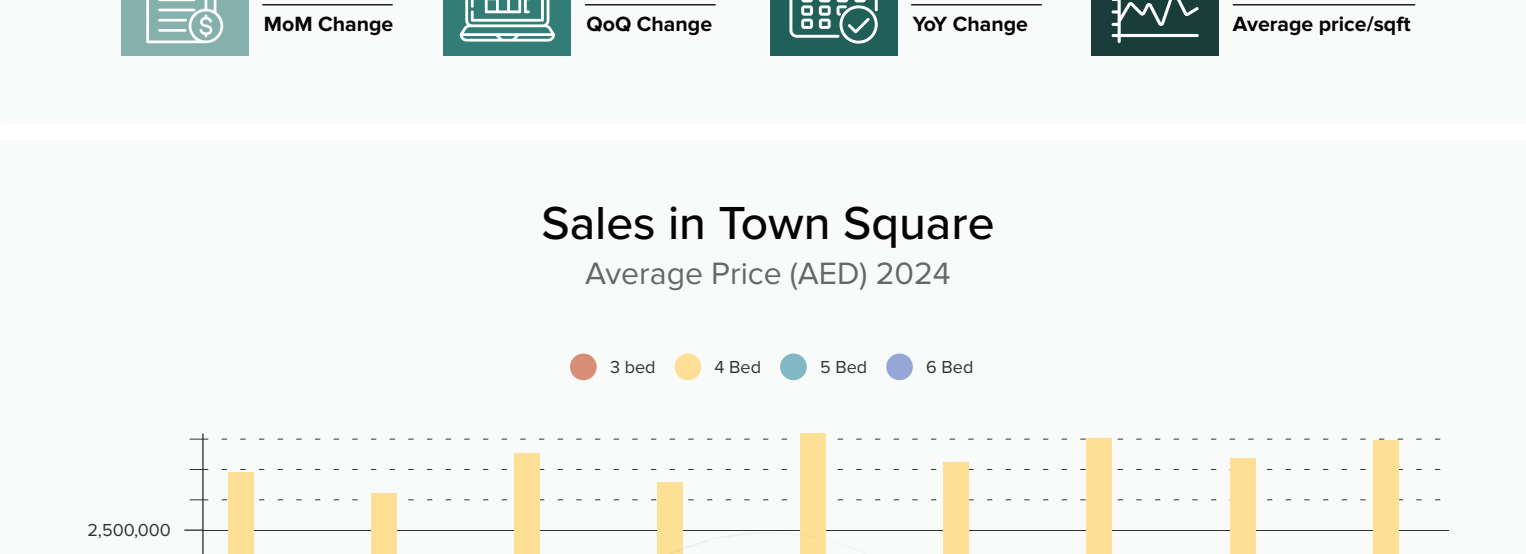 MoM Change
QoQ Change
YoY Change
Average price/sqft
Sales in Town Square
Average Price (AED) 2024
3 bed
4 Bed
5 Bed
6 Bed
2,500,000